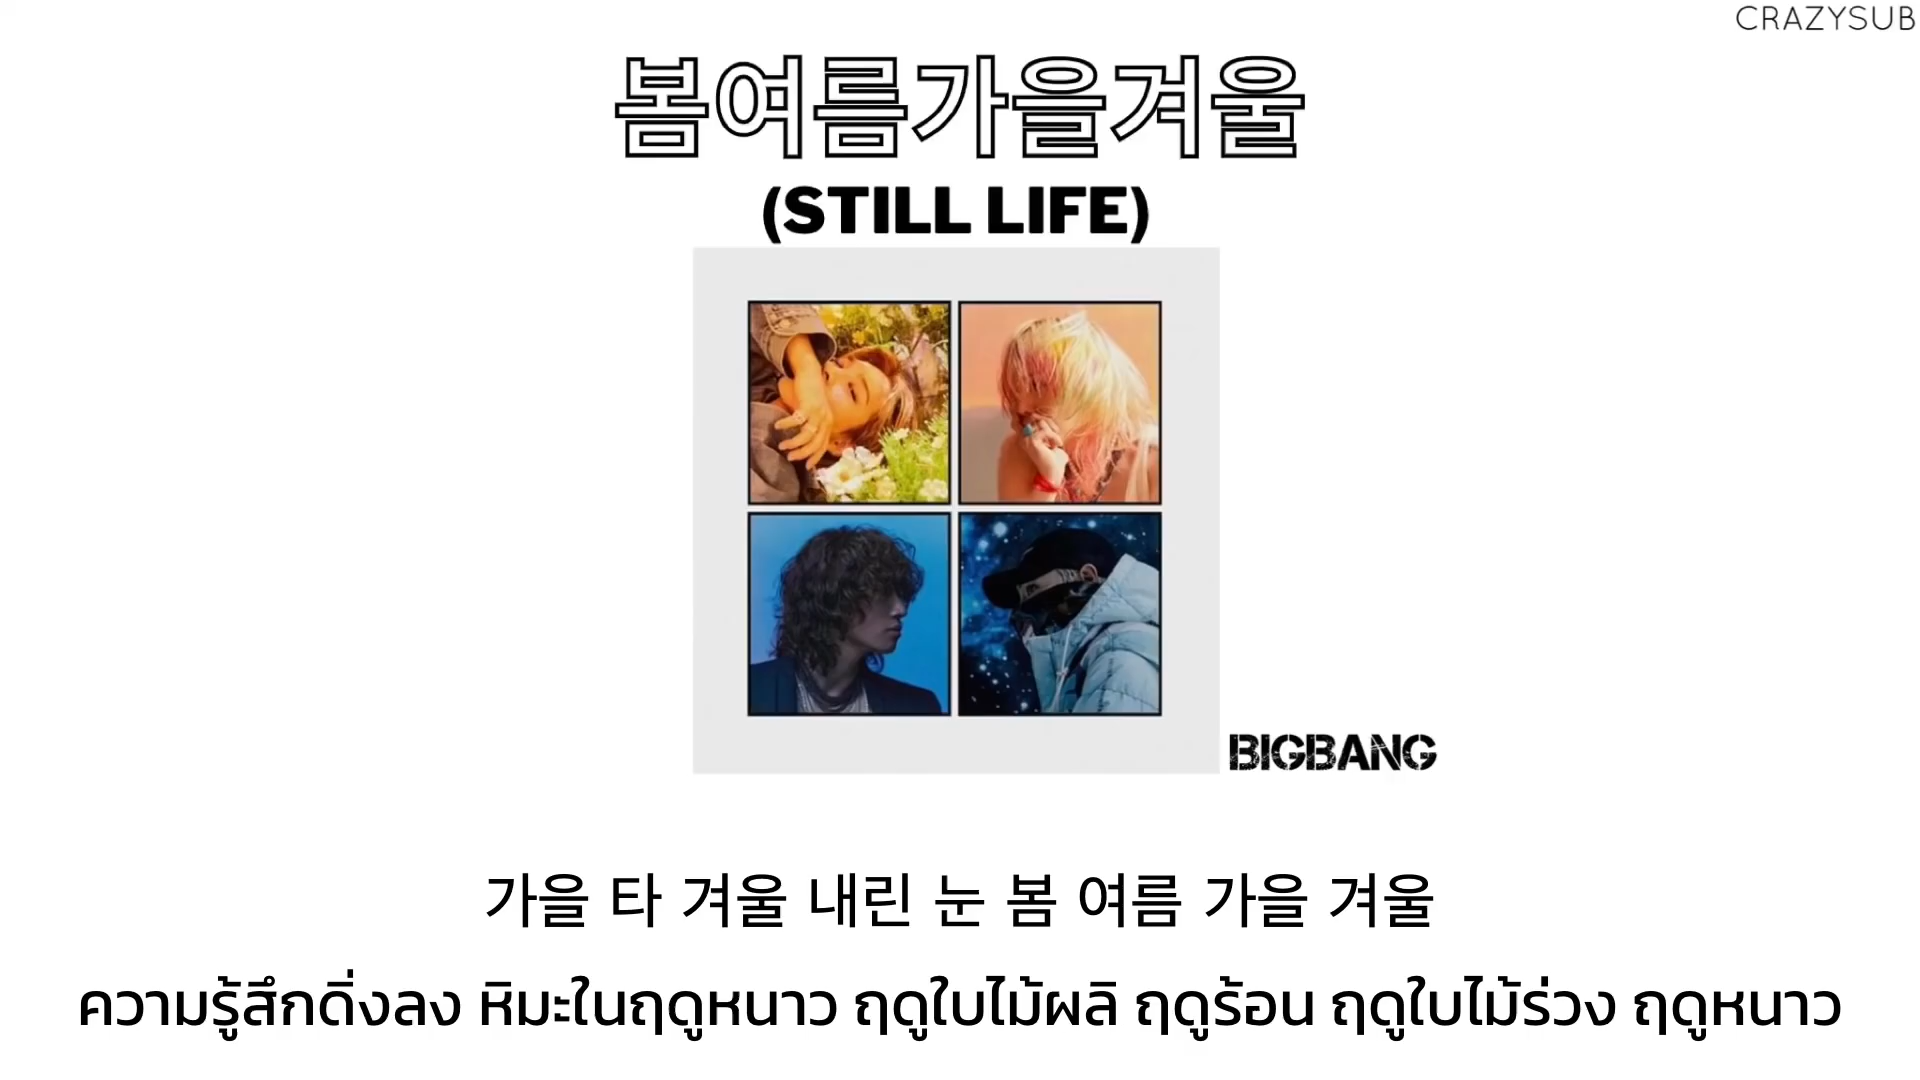 CRAZYSUB
봄여름가을겨울
(STILL LIFE)
BIGBANG
가을 타 겨울 내린 눈 봄 여름 가을 겨울
ความรู้สึกดิ่งลง หิมะในฤดูหนาว ฤดูใบไม้ผลิ ฤดูร้อน ฤดูใบไม้ร่วง ฤดูหนาว